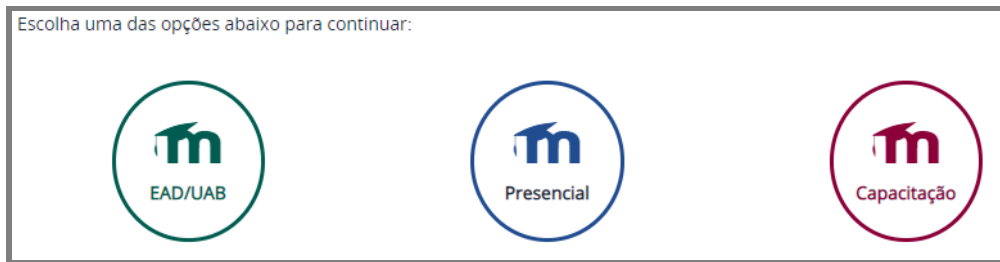 Escolha uma das opções abaixo para continuar:
m m m
EAD/UAB Presencial Capacitação